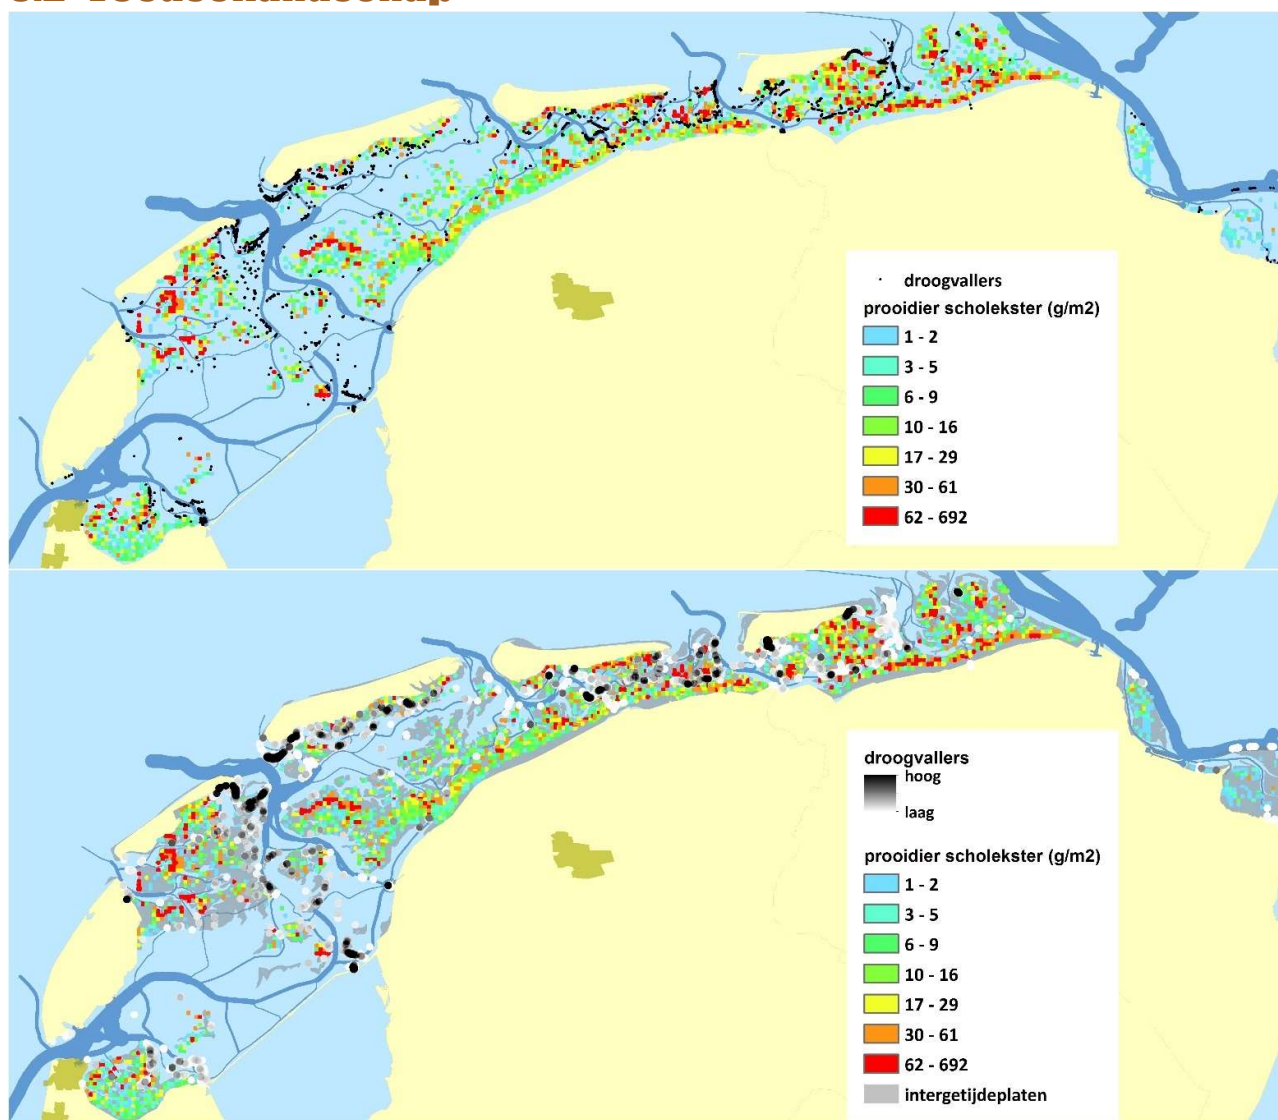 droogvallers
prooidier scholekster (g/m2)
1 - 2
3 - 5
6 - 9
10 - 16
17 - 29
30 - 61
62 - 692
droogvallers
hoog
laag
prooidier scholekster (g/m2)
1 - 2
3 - 5
6 - 9
10 - 16
17 - 29
30 - 61
62 - 692
intergetijdeplaten